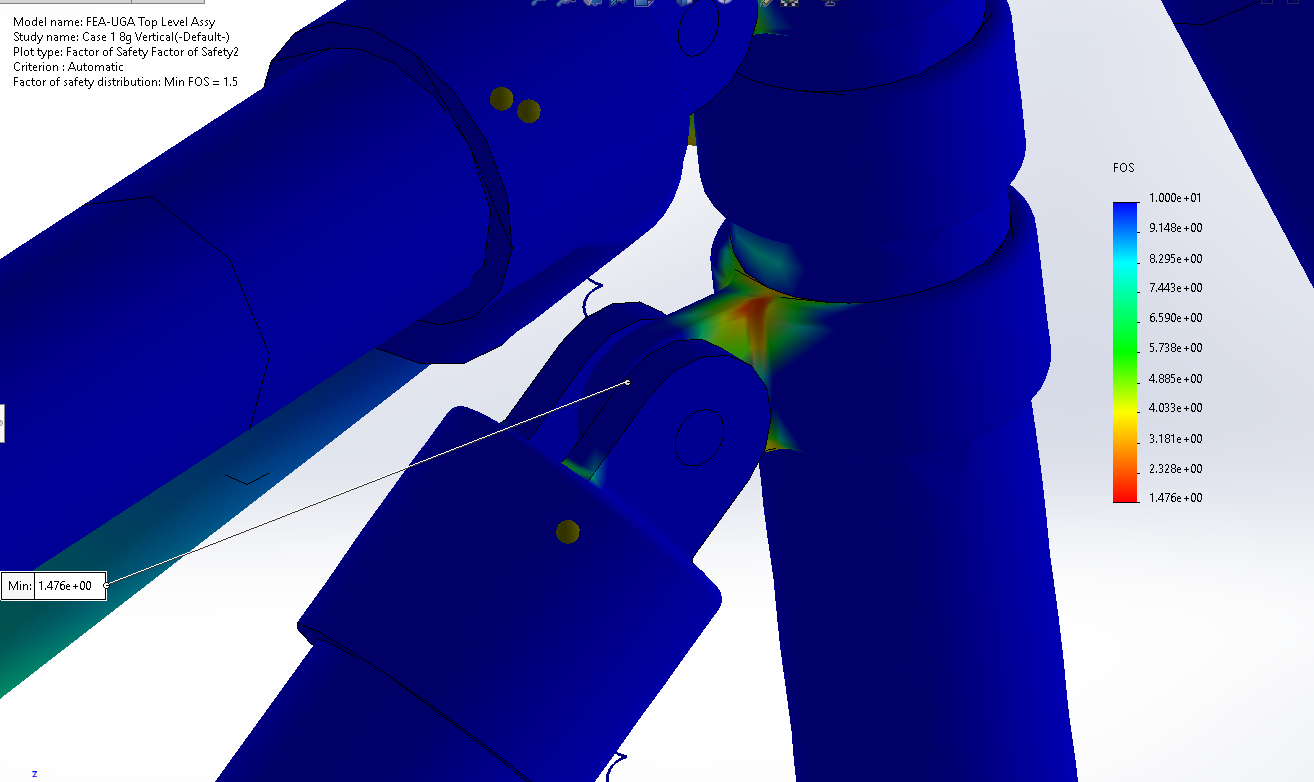 Model name: FEA-UGA Top Level Assy
Study name: Case 1 8g Vertical(-Default-)
Plot type: Factor of Safety Factor of Safety2
Criterion : Automatic
Factor of safety distribution: Min FOS = 1.5
FOS
1.000e+01
9.148e+00
8.295e+00
7.443e+00
6.590e+00
5.738e+00
4.885e+00
4.033e+00
3.181e+00
2.328e+00
1.476e+00
Min: 1.476e+00
z